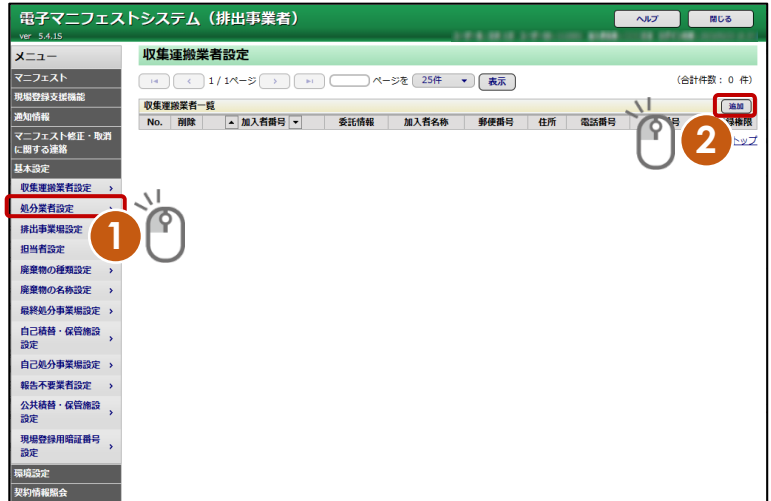 電子マニフェストシステム（排出事業者）
ver 5.4.15
ヘルプ
閉じる
メニュー
マニフェスト
現場登録支援機能
通知情報
マニフェスト修正・取消
に関する連絡
基本設定
収集運搬業者設定 ›
処分業者設定
排出事業場設定
担当者設定
廃棄物の種類設定 ›
廃棄物の名称設定 ›
最終処分事業場設定 ›
自己積替・保管施設
設定 ›
自己処分事業場設定 ›
報告不要業者設定 ›
公共積替・保管施設
設定 ›
現場登録用暗証番号
設定 ›
環境設定
契約情報照会
収集運搬業者設定
1 / 1ページ ページを 25件 ▼ 表示 (合計件数： 0 件)
収集運搬業者一覧 追加
No. 削除 ▲ 加入者番号 ▼ 委託情報 加入者名称 郵便番号 住所 電話番号 権限
トップ
1
2